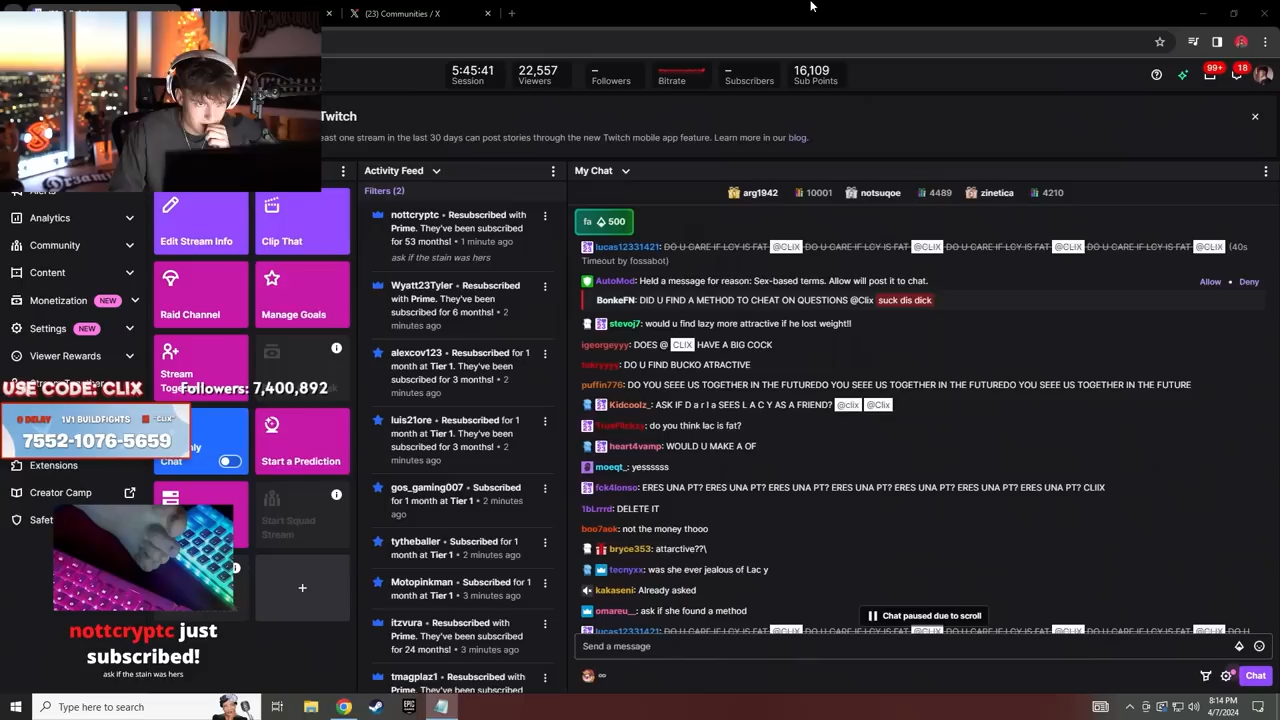 (23) Communities / X
5:45:41
Session
22,557
Viewers
–
Followers
Bitrate
–
Subscribers
16,109
Sub Points
99+
18
Twitch
east one stream in the last 30 days can post stories through the new Twitch mobile app feature. Learn more in our blog.
Alerts
Analytics
Community
Content
Monetization NEW
Settings NEW
Viewer Rewards
USE CODE: CLIX
Followers: 7,400,892
0 DELAY 1V1 BUILDFIGHTS "CLIX"
7552-1076-5659
Extensions
Creator Camp
Safet
Edit Stream Info
Clip That
Raid Channel
Manage Goals
Stream
Chat
Start a Prediction
Start Squad
Stream
nottcryptc just
subscribed!
ask if the stain was hers
Activity Feed
Filters (2)
nottcryptc • Resubscribed with
Prime. They've been subscribed
for 53 months! • 1 minute ago
ask if the stain was hers
Wyatt23Tyler • Resubscribed
with Prime. They've been
subscribed for 6 months! • 2
minutes ago
alexcov123 • Resubscribed for 1
month at Tier 1 • They've been
subscribed for 3 months! • 2
minutes ago
luis21ore • Resubscribed for 1
month at Tier 1 • They've been
subscribed for 3 months! • 2
minutes ago
gos_gaming007 • Subscribed
for 1 month at Tier 1 • 2 minutes
ago
lytheballer • Subscribed for 1
month at Tier 1 • 2 minutes ago
Motopinkman • Subscribed for 1
month at Tier 1 • 3 minutes ago
itzvura • Resubscribed with
Prime. They've been subscribed
for 24 months! • 3 minutes ago
tmagplaz1 • Resubscribed with
Prime. They've been subscribed
My Chat
arg1942 10001 notsuqoe 4489 zinetica 4210
fa 500
lucas12331421: DO U CARE IF LCY IS FAT @CLIX DO U CARE IF LCY IS FAT @CLIX DO U CARE IF LCY IS FAT @CLIX DO U CARE IF LCY IS FAT @CLIX (40s
Timeout by fossabot)
AutoMod: Held a message for reason: Sex-based terms. Allow will post it to chat. Allow • Deny
BonkeFN: DID U FIND A METHOD TO CHEAT ON QUESTIONS @Clix suck dis dick
stevoj7: would u find lazy more attractive if he lost weight!!
igeorgeyyy: DOES @ CLIX HAVE A BIG COCK
DO U FIND BUCKO ATRACTIVE
puffin776: DO YOU SEEE US TOGETHER IN THE FUTUREDO YOU SEEE US TOGETHER IN THE FUTUREDO YOU SEEE US TOGETHER IN THE FUTURE
Kidcoolz_: ASK IF D a r l a SEES L A C Y AS A FRIEND? @clix @Clix
do you think lac is fat?
heart4vamp: WOULD U MAKE A OF
moeqt_: yessssss
fck4lonso: ERES UNA PT? ERES UNA PT? ERES UNA PT? ERES UNA PT? ERES UNA PT? ERES UNA PT? ERES UNA PT? CLIIX
1bLrrrd: DELETE IT
boo7aok: not the money thooo
bryce353: attarctive??\
tecnyxx: was she ever jealous of Lac y
kakaseni: Already asked
omareu__: ask if she found a method
Chat paused due to scroll
lucas12331421:
Send a message
∞
Chat
Type here to search
8:14 PM
4/7/2024